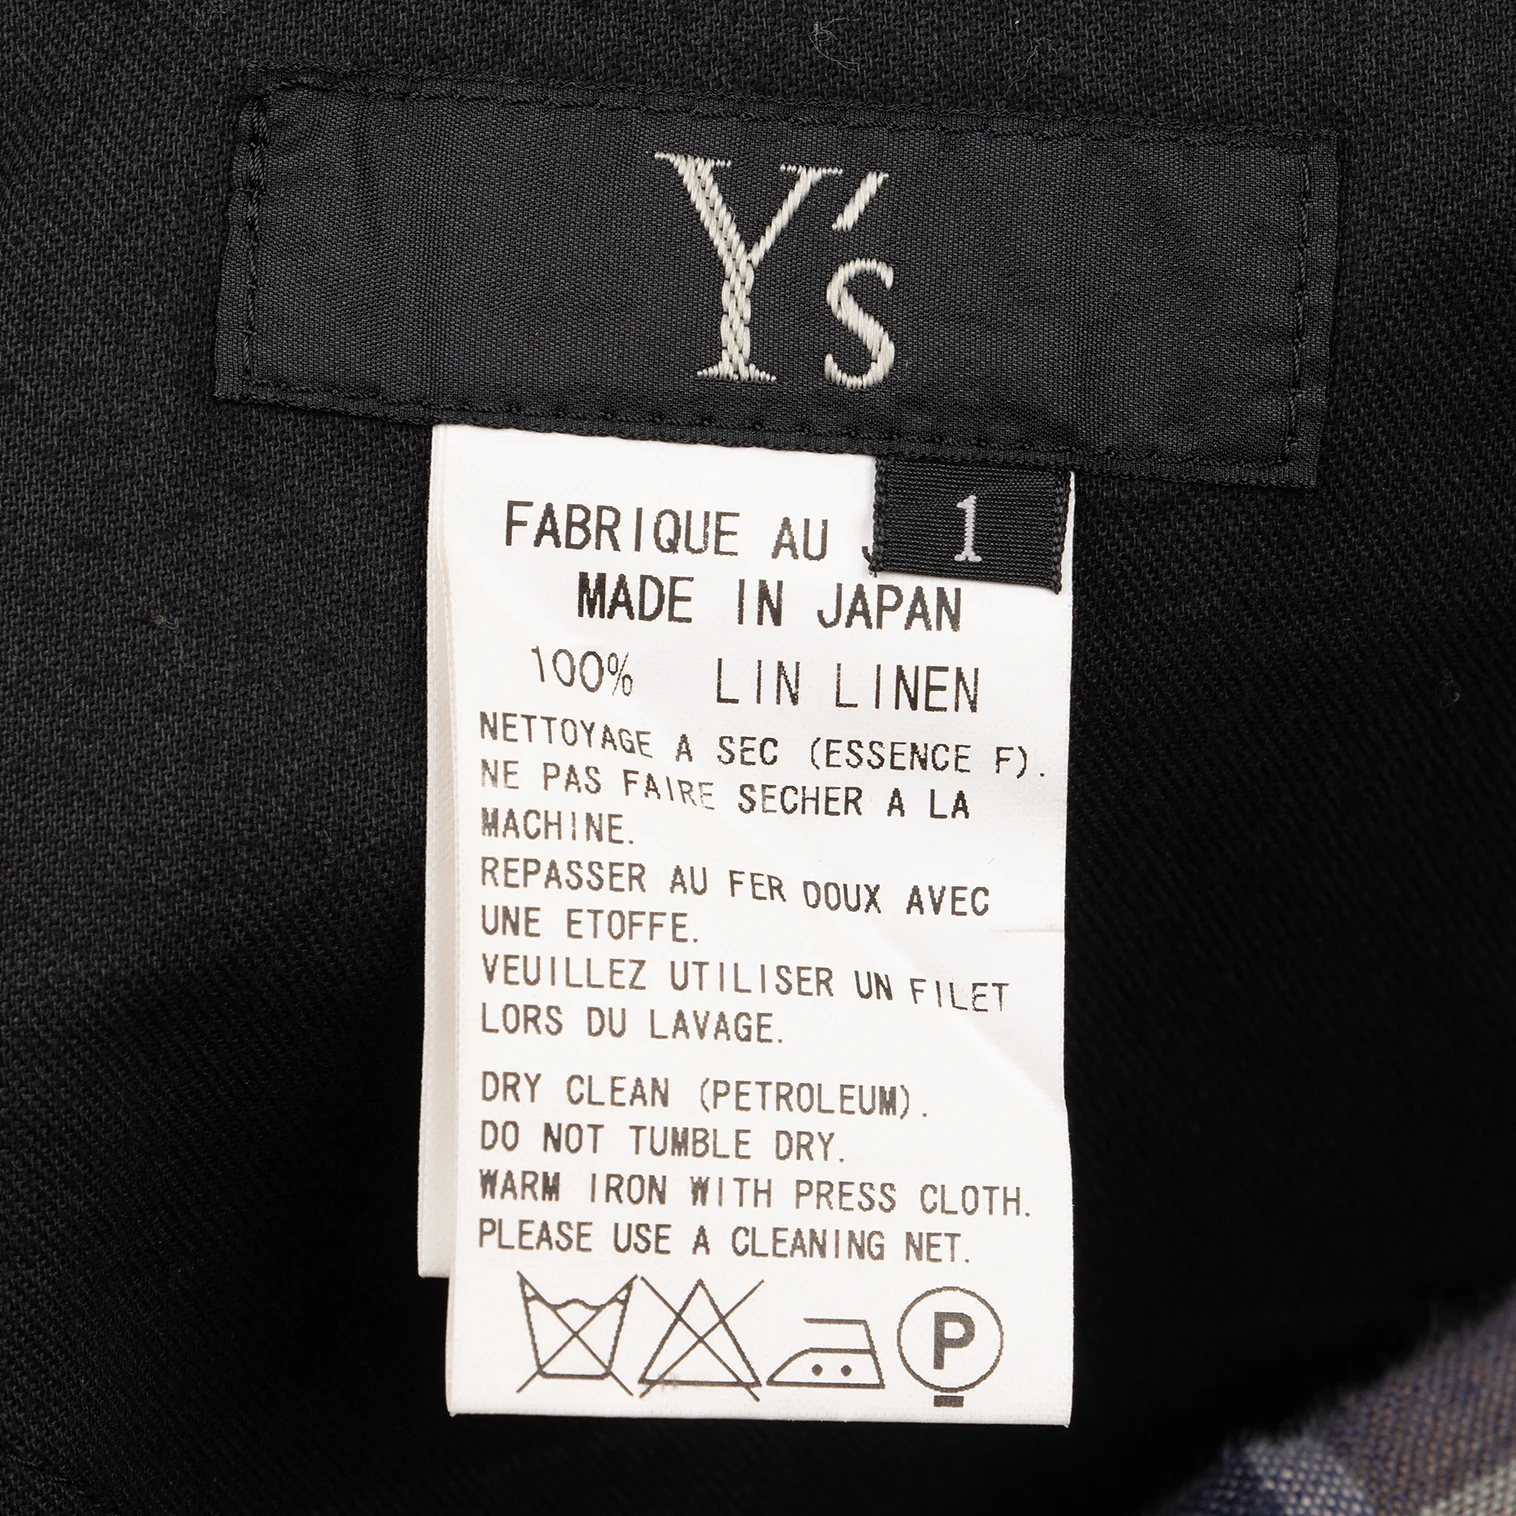 Y's
1
FABRIQUE AU
MADE IN JAPAN
100% LIN LINEN
NETTOYAGE A SEC (ESSENCE F).
NE PAS FAIRE SECHER A LA
MACHINE.
REPASSER AU FER DOUX AVEC
UNE ETOFFE.
VEUILLEZ UTILISER UN FILET
LORS DU LAVAGE.
DRY CLEAN (PETROLEUM).
DO NOT TUMBLE DRY.
WARM IRON WITH PRESS CLOTH.
PLEASE USE A CLEANING NET.
P